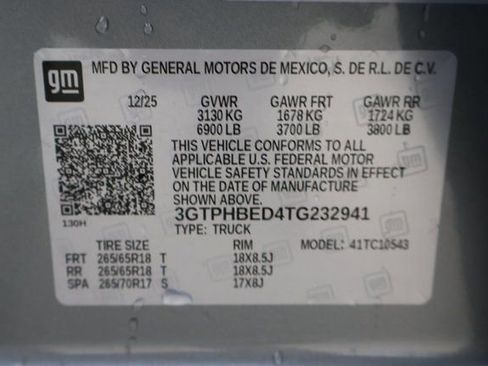 gm
MFD BY GENERAL MOTORS DE MEXICO, S. DE R.L. DE C.V.
12/25 GVWR GAWR FRT GAWR RR
3130 KG 1678 KG 1724 KG
6900 LB 3700 LB 3800 LB
THIS VEHICLE CONFORMS TO ALL
APPLICABLE U.S. FEDERAL MOTOR
VEHICLE SAFETY STANDARDS IN EFFECT
ON THE DATE OF MANUFACTURE
SHOWN ABOVE.
130H
3GTPHBED4TG232941
TYPE: TRUCK
TIRE SIZE RIM MODEL: 41TC10543
FRT 265/65R18 T 18X8.5J
RR 265/65R18 T 18X8.5J
SPA 265/70R17 S 17X8J